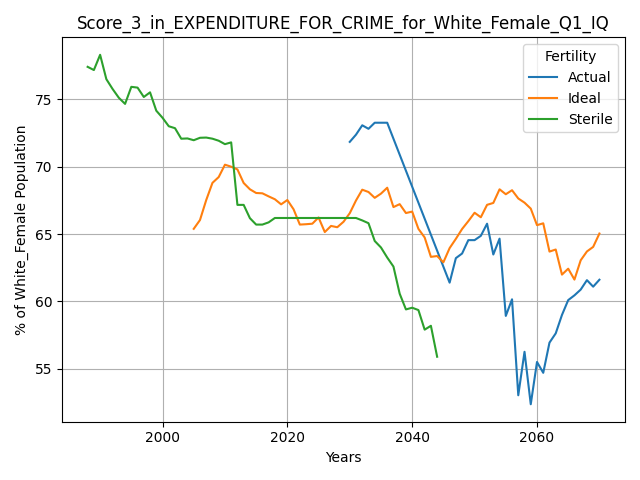 Score_3_in_EXPENDITURE_FOR_CRIME_for_White_Female_Q1_IQ
Fertility
Actual
Ideal
Sterile
% of White_Female Population
75
70
65
60
55
2000
2020
2040
2060
Years